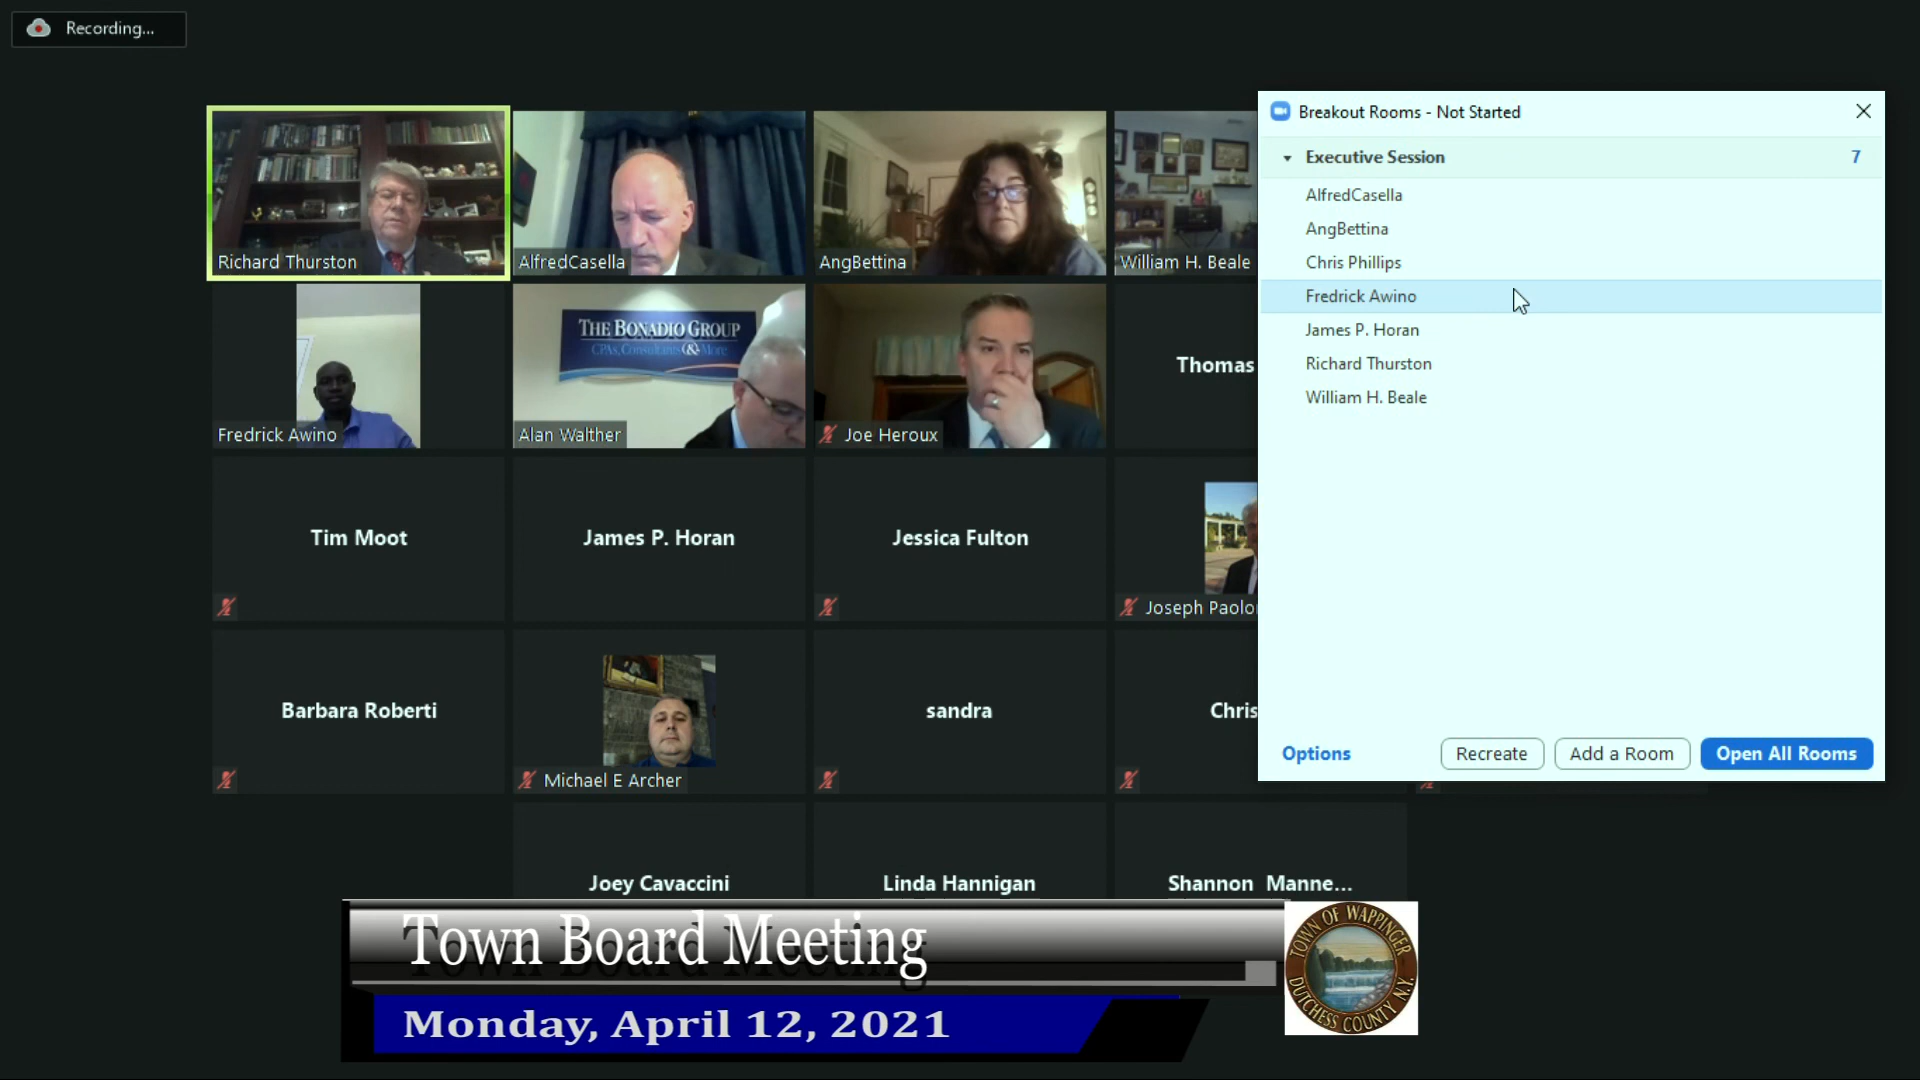 Recording...
Richard Thurston
AlfredCasella
AngBettina
William H. Beale
Fredrick Awino
THE BONADIO GROUP
CPAs, Consultants & More
Alan Walther
Joe Heroux
Thomas
Tim Moot
James P. Horan
Jessica Fulton
Joseph Paolo
Barbara Roberti
Michael E Archer
sandra
Chris
Joey Cavaccini
Linda Hannigan
Shannon Manne...
Breakout Rooms - Not Started
Executive Session 7
AlfredCasella
AngBettina
Chris Phillips
Fredrick Awino
James P. Horan
Richard Thurston
William H. Beale
Options
Recreate
Add a Room
Open All Rooms
Town Board Meeting
Monday, April 12, 2021
TOWN OF WAPPINGER
DUTCHESS COUNTY N.Y.